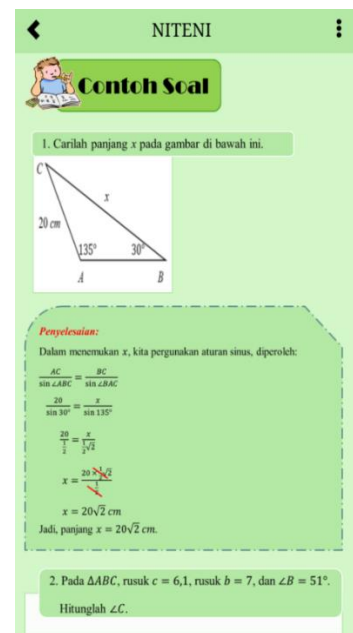 NITENI
Contoh Soal
1. Carilah panjang x pada gambar di bawah ini.
C
x
20 cm
135°
30°
A
B
Penyelesaian:
Dalam menemukan x, kita pergunakan aturan sinus, diperoleh:
AC/sin ∠ABC = BC/sin ∠BAC
20/sin 30° = x/sin 135°
20/(1/2) = x/(1/2 √2)
x = (20 × 1/2 √2)/(1/2)
x = 20√2 cm
Jadi, panjang x = 20√2 cm.
2. Pada ΔABC, rusuk c = 6,1, rusuk b = 7, dan ∠B = 51°.
Hitunglah ∠C.